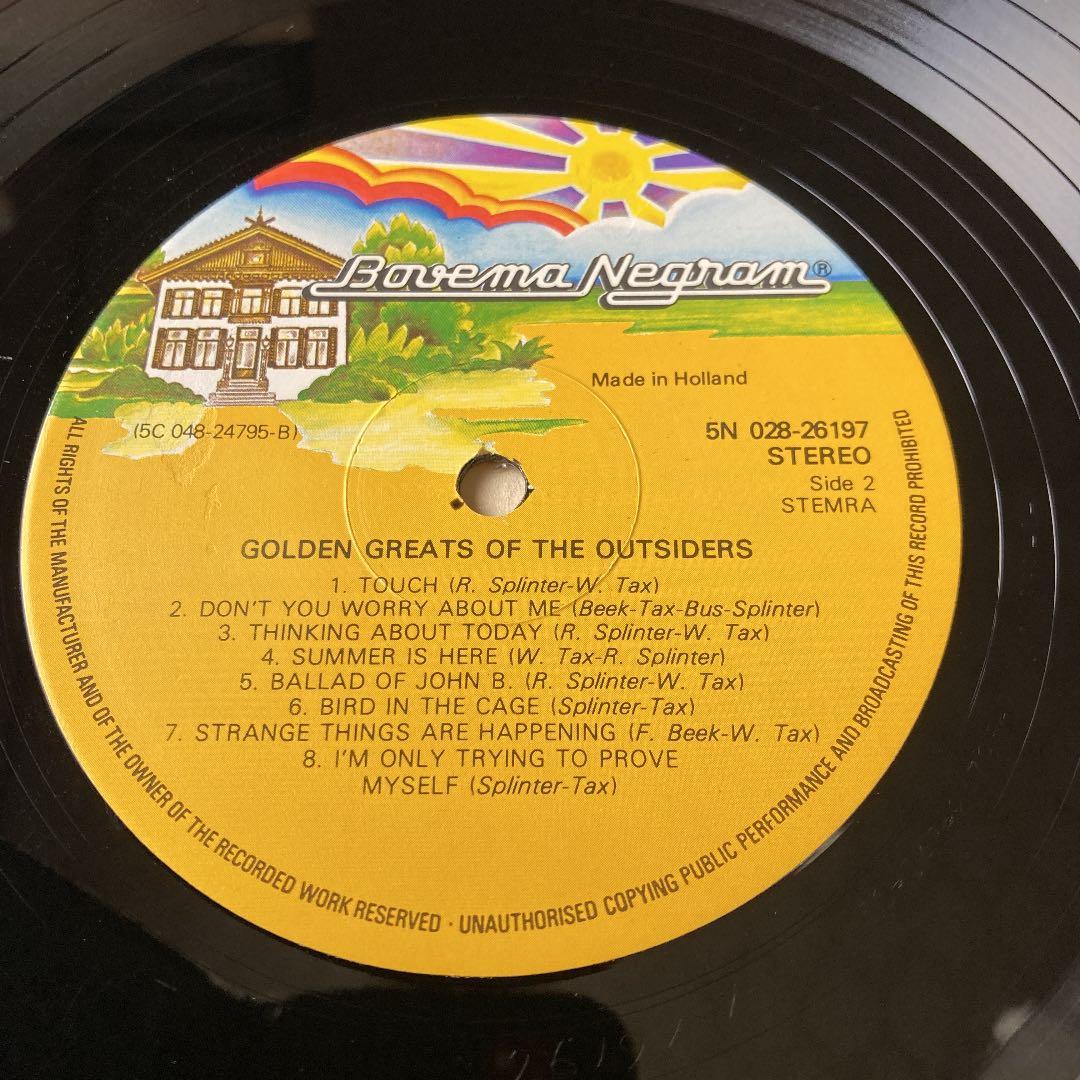 Bovema Negram®
Made in Holland
(5C 048-24795-B)
5N 028-26197
STEREO
Side 2
STEMRA
GOLDEN GREATS OF THE OUTSIDERS
1. TOUCH (R. Splinter-W. Tax)
2. DON'T YOU WORRY ABOUT ME (Beek-Tax-Bus-Splinter)
3. THINKING ABOUT TODAY (R. Splinter-W. Tax)
4. SUMMER IS HERE (W. Tax-R. Splinter)
5. BALLAD OF JOHN B. (R. Splinter-W. Tax)
6. BIRD IN THE CAGE (Splinter-Tax)
7. STRANGE THINGS ARE HAPPENING (F. Beek-W. Tax)
8. I'M ONLY TRYING TO PROVE
MYSELF (Splinter-Tax)
ALL RIGHTS OF THE MANUFACTURER AND OF THE OWNER OF THE RECORDED WORK RESERVED · UNAUTHORISED COPYING PUBLIC PERFORMANCE AND BROADCASTING OF THIS RECORD PROHIBITED